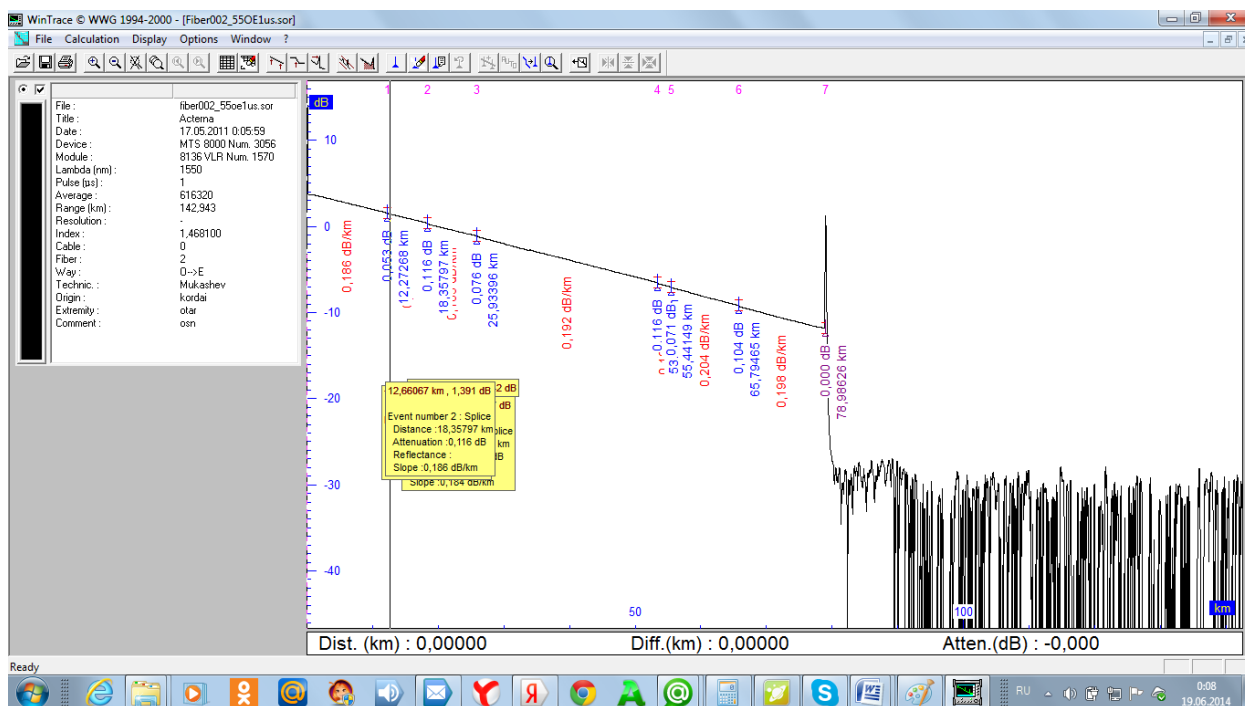 WinTrace © WWG 1994-2000 - [Fiber002_55OE1us.sor]
File Calculation Display Options Window ?
File : fiber002_55oe1us.sor
Title : Acterna
Date : 17.05.2011 0:05:59
Device : MTS 8000 Num. 3056
Module : 8136 VLR Num. 1570
Lambda (nm) : 1550
Pulse (µs) : 1
Average : 616320
Range (km) : 142,943
Resolution : -
Index : 1,468100
Cable : 0
Fiber : 2
Way : O-->E
Technic. : Mukashev
Origin : kordai
Extremity : otar
Comment : osn
dB
1 2 3 4 5 6 7
10
0
-10
-20
-30
-40
50
100
km
0,186 dB/km
0,053 dB
12,27268 km
0,116 dB
18,35797 km
0,076 dB
25,93396 km
0,192 dB/km
0,116 dB
53,
0,071 dB
55,44149 km
0,204 dB/km
0,104 dB
65,79465 km
0,198 dB/km
0,000 dB
78,98626 km
2 dB
12,66067 km , 1,391 dB
dB
Event number 2 : Splice
Distance :18,35797 km
plice
Attenuation :0,116 dB
km
Reflectance :
dB
Slope :0,186 dB/km
Slope :0,184 dB/km
Dist. (km) : 0,00000 Diff.(km) : 0,00000 Atten.(dB) : -0,000
Ready
RU
0:08
19.06.2014